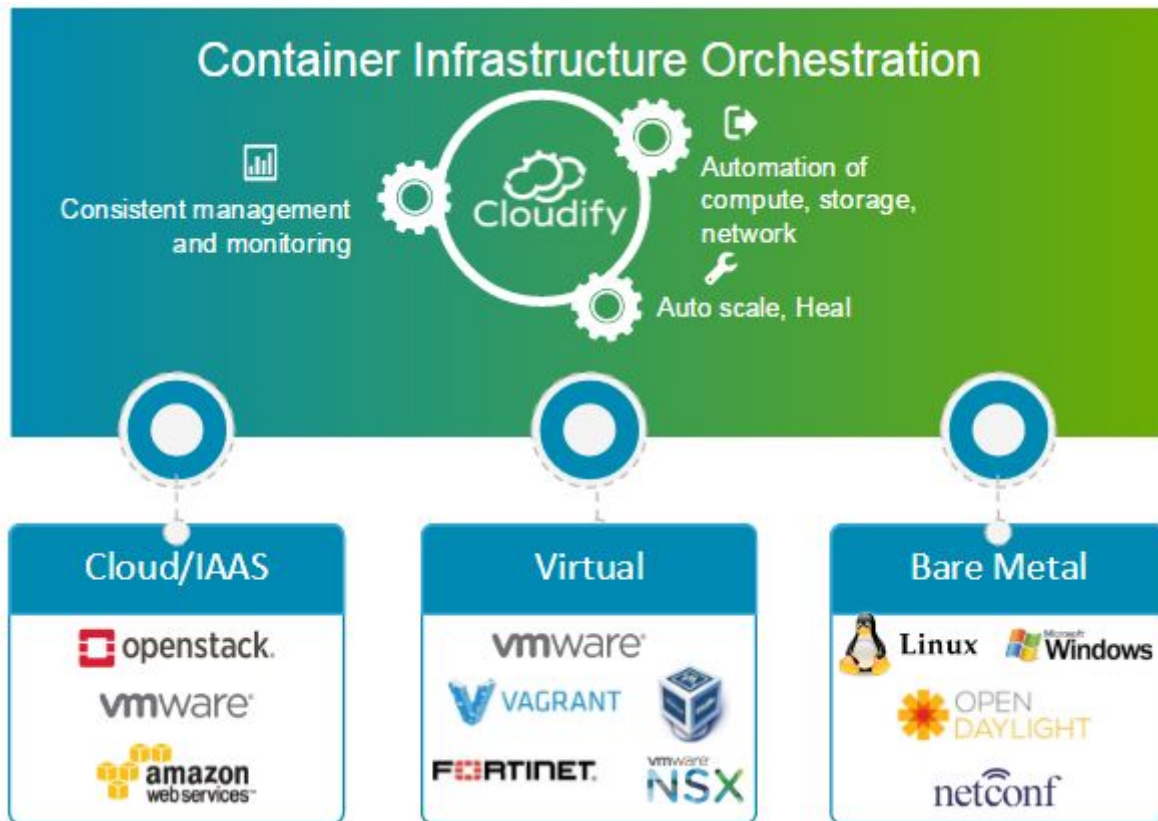 Container Infrastructure Orchestration
Consistent management
and monitoring
Cloudify
Automation of
compute, storage,
network
Auto scale, Heal
Cloud/IAAS
openstack.
vmware®
amazon
web services™
Virtual
vmware®
VAGRANT
FORTINET.
vmware®
NSX
Bare Metal
Linux
Microsoft
Windows
OPEN
DAYLIGHT
netconf